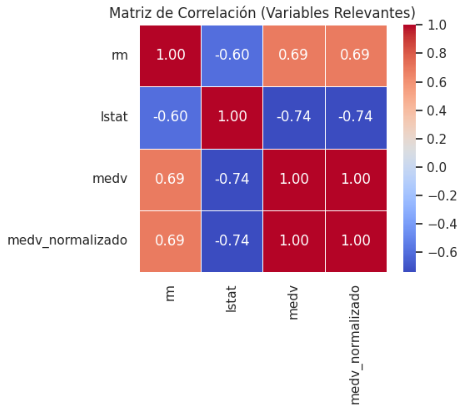 Matriz de Correlación (Variables Relevantes)
rm 1.00 -0.60 0.69 0.69
lstat -0.60 1.00 -0.74 -0.74
medv 0.69 -0.74 1.00 1.00
medv_normalizado 0.69 -0.74 1.00 1.00
rm
lstat
medv
medv_normalizado
1.0
0.8
0.6
0.4
0.2
0.0
−0.2
−0.4
−0.6